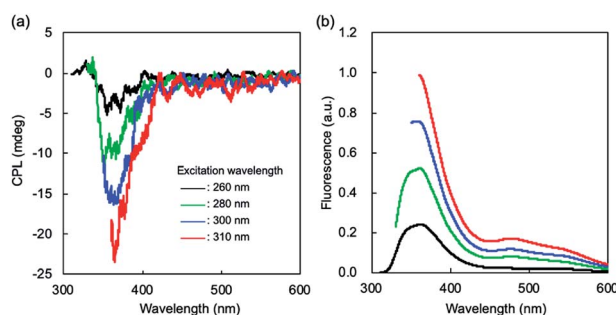 (a)
5
0
-5
-10
-15
-20
-25
CPL (mdeg)
Excitation wavelength
: 260 nm
: 280 nm
: 300 nm
: 310 nm
300 400 500 600
Wavelength (nm)
(b)
1.2
1.0
0.8
0.6
0.4
0.2
0.0
Fluorescence (a.u.)
300 400 500 600
Wavelength (nm)